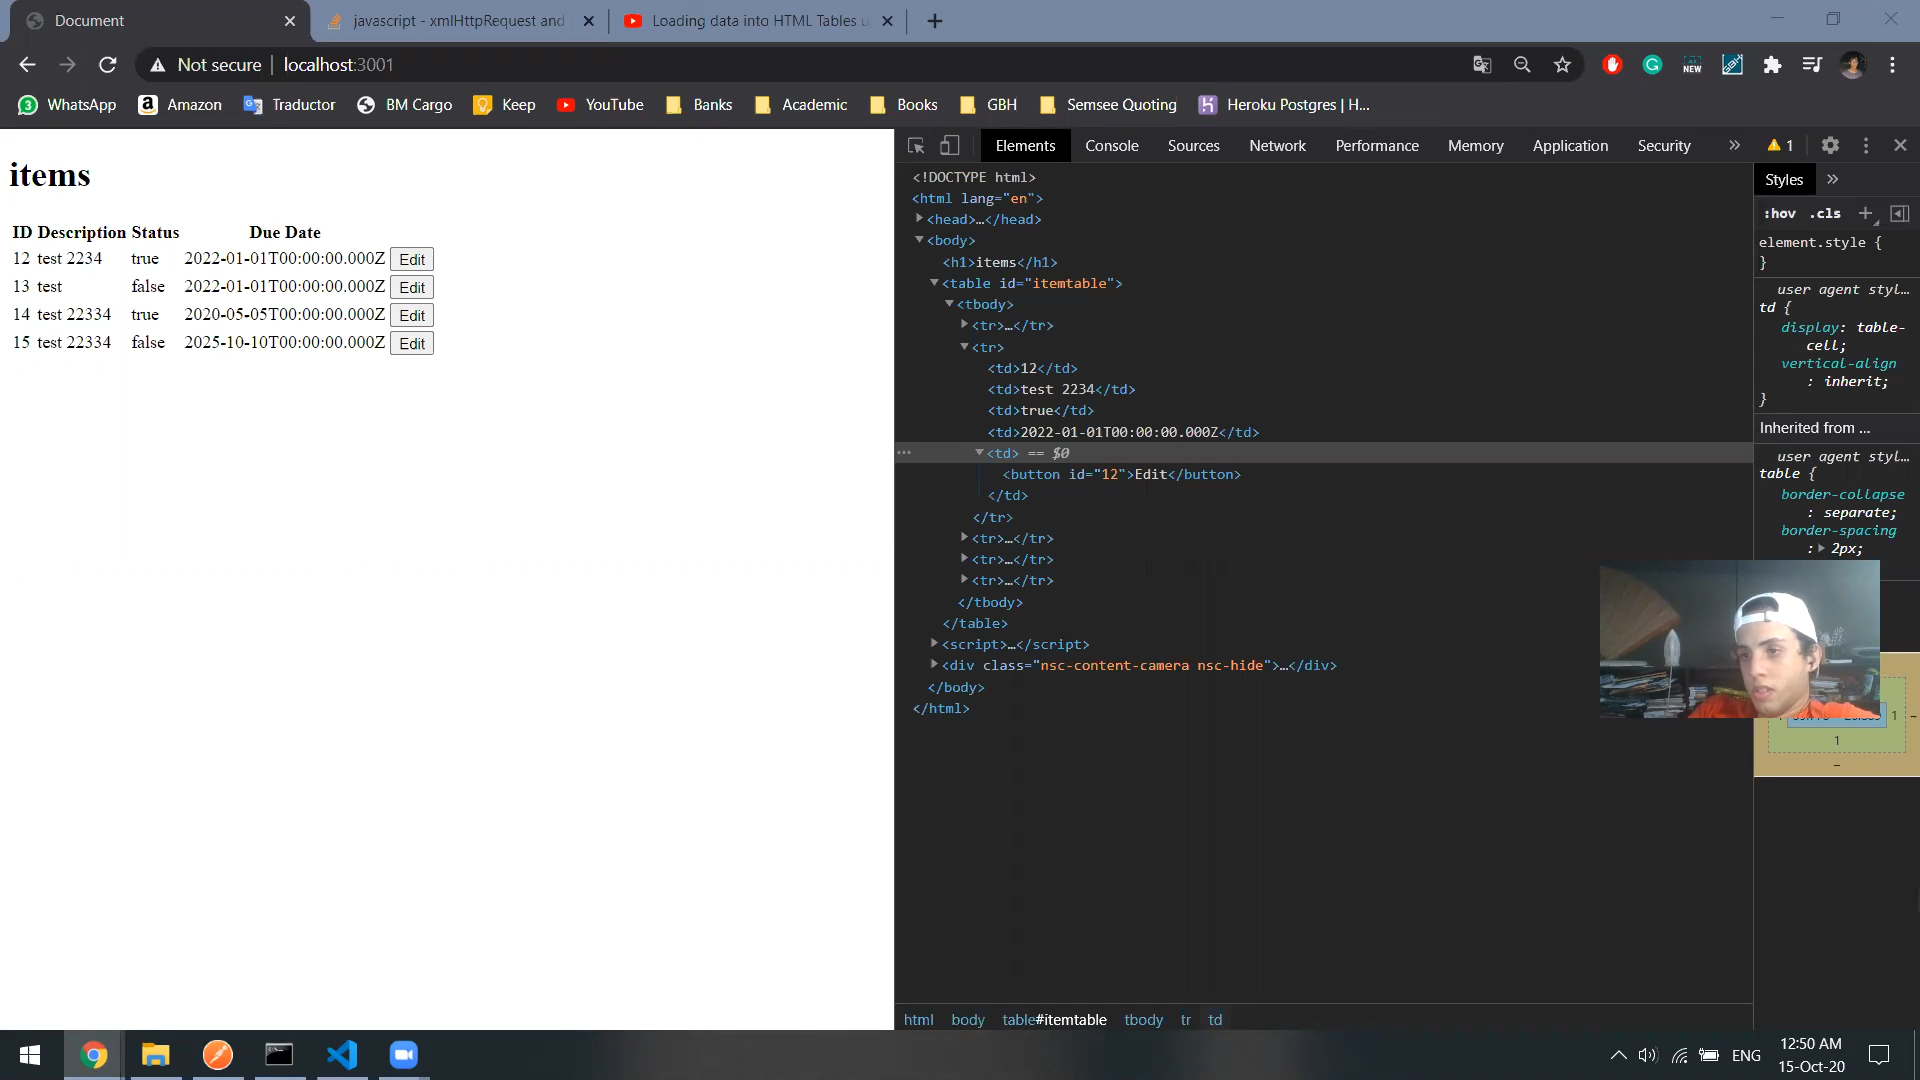 Document
javascript - xmlHttpRequest and
Loading data into HTML Tables u
Not secure
localhost:3001
NEW
WhatsApp
Amazon
Traductor
BM Cargo
Keep
YouTube
Banks
Academic
Books
GBH
Semsee Quoting
Heroku Postgres | H...
items
ID Description Status Due Date
12 test 2234 true 2022-01-01T00:00:00.000Z Edit
13 test false 2022-01-01T00:00:00.000Z Edit
14 test 22334 true 2020-05-05T00:00:00.000Z Edit
15 test 22334 false 2025-10-10T00:00:00.000Z Edit
Elements Console Sources Network Performance Memory Application Security » 1
<!DOCTYPE html>
<html lang="en">
<head>…</head>
<body>
<h1>items</h1>
<table id="itemtable">
<tbody>
<tr>…</tr>
<tr>
<td>12</td>
<td>test 2234</td>
<td>true</td>
<td>2022-01-01T00:00:00.000Z</td>
<td> == $0
<button id="12">Edit</button>
</td>
</tr>
<tr>…</tr>
<tr>…</tr>
<tr>…</tr>
</tbody>
</table>
<script>…</script>
<div class="nsc-content-camera nsc-hide">…</div>
</body>
</html>
html body table#itemtable tbody tr td
Styles »
:hov .cls +
element.style {
}
user agent styl…
td {
display: table-
cell;
vertical-align
: inherit;
}
Inherited from ...
user agent styl…
table {
border-collapse
: separate;
border-spacing
: 2px;
1
1
–
–
ENG
12:50 AM
15-Oct-20